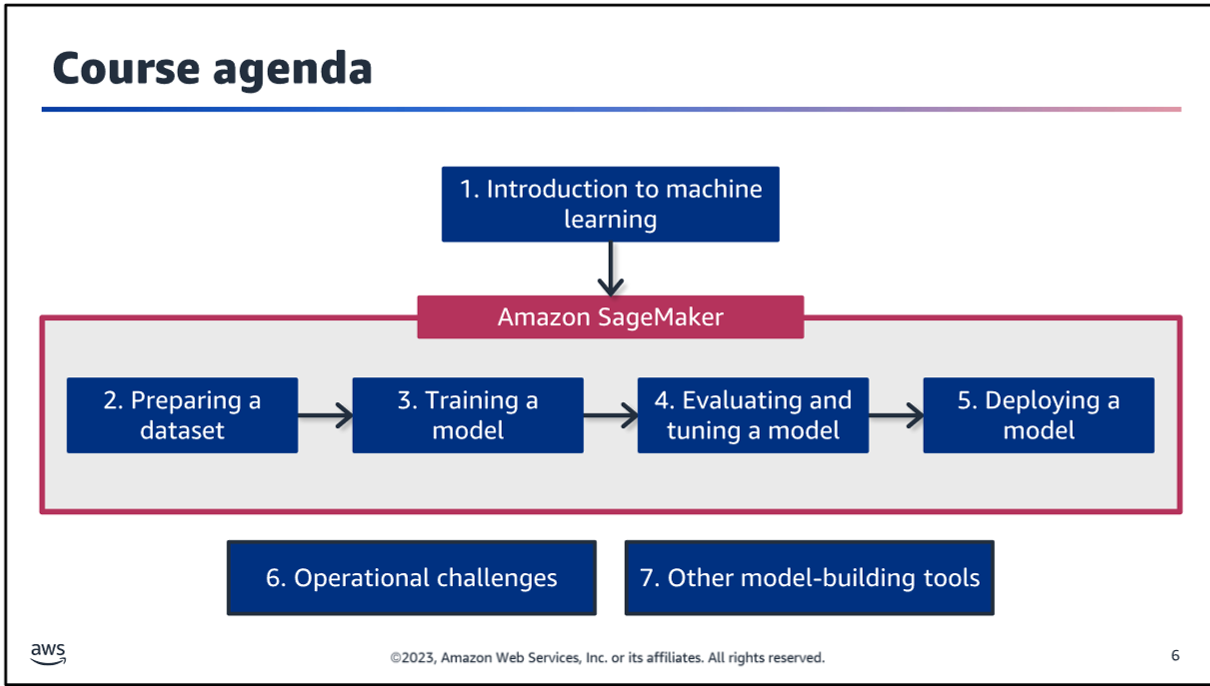 Course agenda
1. Introduction to machine
learning
Amazon SageMaker
2. Preparing a
dataset
3. Training a
model
4. Evaluating and
tuning a model
5. Deploying a
model
6. Operational challenges
7. Other model-building tools
aws
©2023, Amazon Web Services, Inc. or its affiliates. All rights reserved.
6